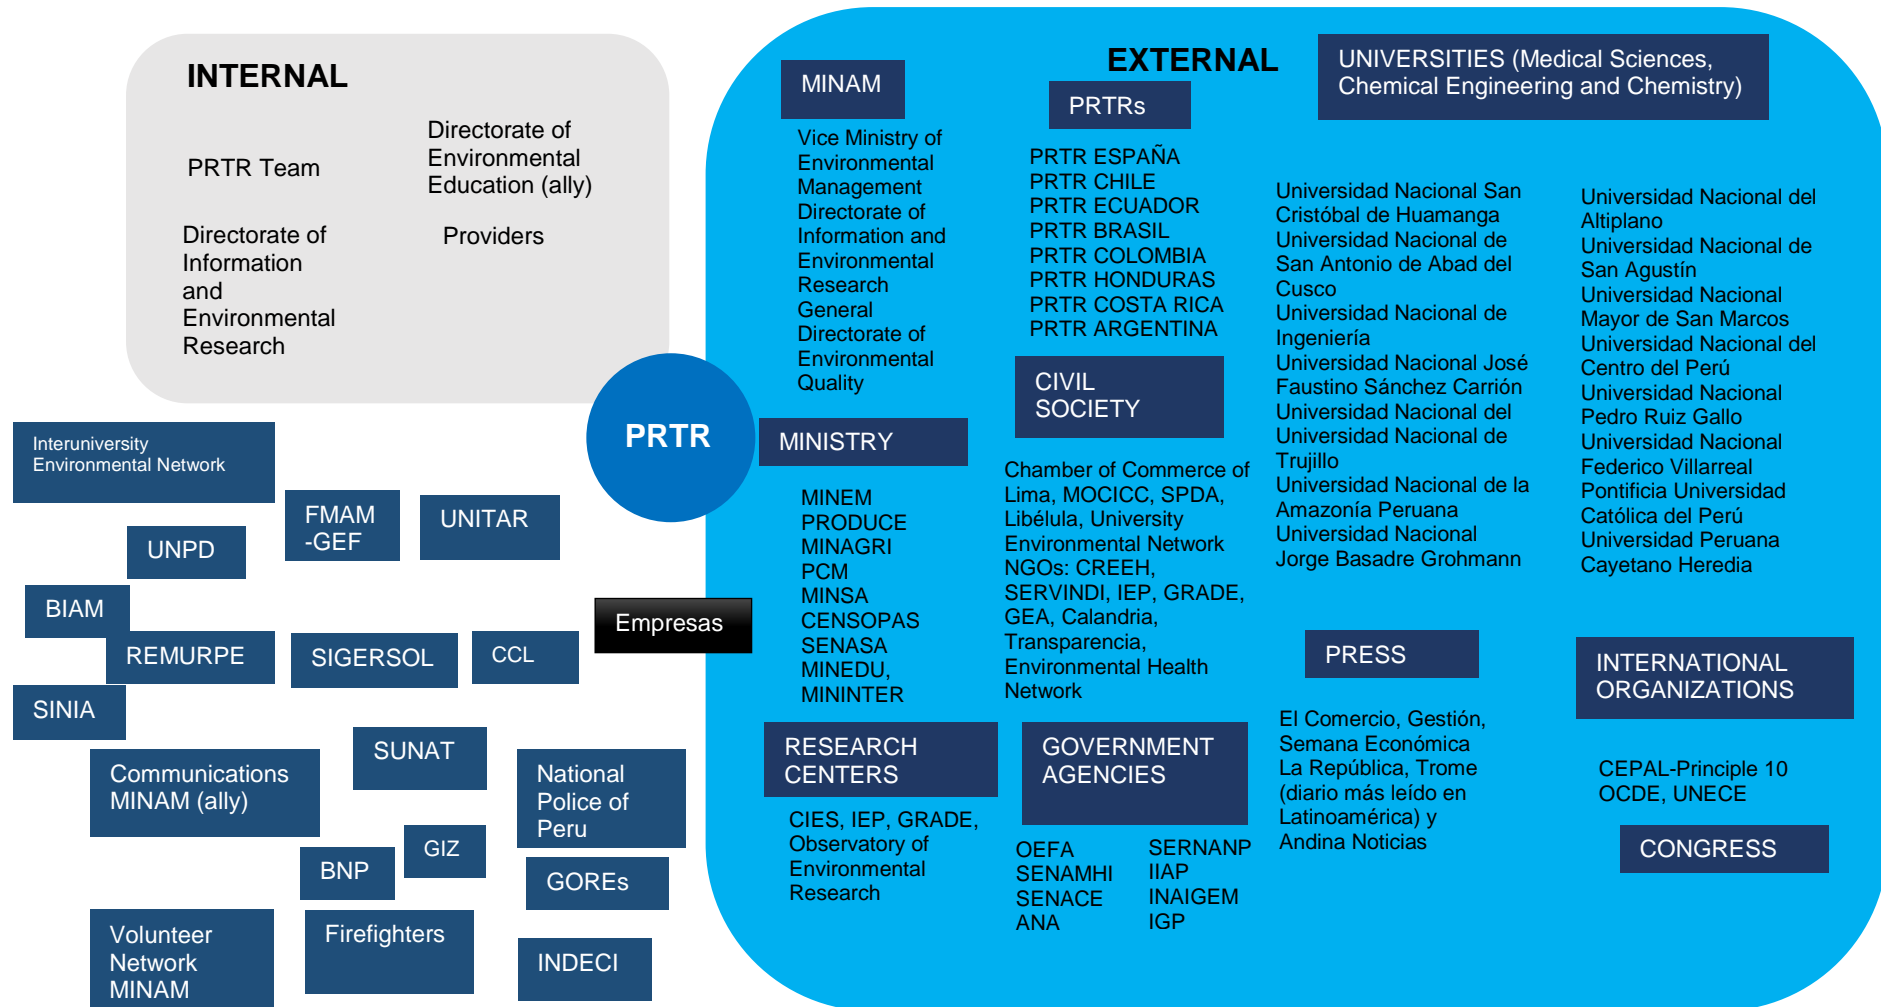 INTERNAL
PRTR Team
Directorate of
Environmental
Education (ally)
Directorate of
Information
and
Environmental
Research
Providers
PRTR
Interuniversity
Environmental Network
FMAM
-GEF
UNITAR
UNPD
BIAM
REMURPE
SIGERSOL
CCL
Empresas
SINIA
SUNAT
Communications
MINAM (ally)
National
Police of
Peru
GIZ
BNP
GOREs
Volunteer
Network
MINAM
Firefighters
INDECI
EXTERNAL
MINAM
Vice Ministry of
Environmental
Management
Directorate of
Information and
Environmental
Research
General
Directorate of
Environmental
Quality
MINISTRY
MINEM
PRODUCE
MINAGRI
PCM
MINSA
CENSOPAS
SENASA
MINEDU,
MININTER
RESEARCH
CENTERS
CIES, IEP, GRADE,
Observatory of
Environmental
Research
PRTRs
PRTR ESPAÑA
PRTR CHILE
PRTR ECUADOR
PRTR BRASIL
PRTR COLOMBIA
PRTR HONDURAS
PRTR COSTA RICA
PRTR ARGENTINA
CIVIL
SOCIETY
Chamber of Commerce of
Lima, MOCICC, SPDA,
Libélula, University
Environmental Network
NGOs: CREEH,
SERVINDI, IEP, GRADE,
GEA, Calandria,
Transparencia,
Environmental Health
Network
GOVERNMENT
AGENCIES
OEFA
SENAMHI
SENACE
ANA
SERNANP
IIAP
INAIGEM
IGP
UNIVERSITIES (Medical Sciences,
Chemical Engineering and Chemistry)
Universidad Nacional San
Cristóbal de Huamanga
Universidad Nacional de
San Antonio de Abad del
Cusco
Universidad Nacional de
Ingeniería
Universidad Nacional José
Faustino Sánchez Carrión
Universidad Nacional del
Universidad Nacional de
Trujillo
Universidad Nacional de la
Amazonía Peruana
Universidad Nacional
Jorge Basadre Grohmann
Universidad Nacional del
Altiplano
Universidad Nacional de
San Agustín
Universidad Nacional
Mayor de San Marcos
Universidad Nacional del
Centro del Perú
Universidad Nacional
Pedro Ruiz Gallo
Universidad Nacional
Federico Villarreal
Pontificia Universidad
Católica del Perú
Universidad Peruana
Cayetano Heredia
PRESS
El Comercio, Gestión,
Semana Económica
La República, Trome
(diario más leído en
Latinoamérica) y
Andina Noticias
INTERNATIONAL
ORGANIZATIONS
CEPAL-Principle 10
OCDE, UNECE
CONGRESS